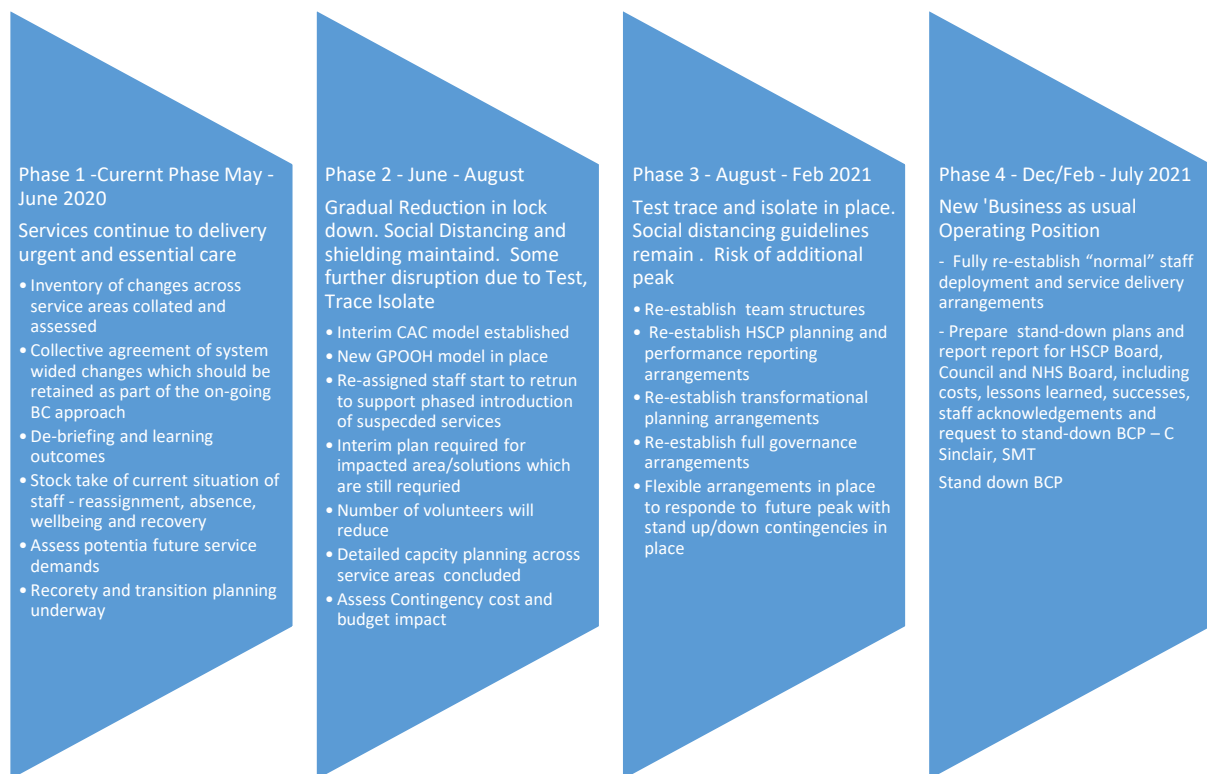 Phase 1 -Curernt Phase May -
June 2020
Services continue to delivery
urgent and essential care
• Inventory of changes across
service areas collated and
assessed
• Collective agreement of system
wided changes which should be
retained as part of the on-going
BC approach
• De-briefing and learning
outcomes
• Stock take of current situation of
staff - reassignment, absence,
wellbeing and recovery
• Assess potentia future service
demands
• Recorety and transition planning
underway
Phase 2 - June - August
Gradual Reduction in lock
down. Social Distancing and
shielding maintaind. Some
further disruption due to Test,
Trace Isolate
• Interim CAC model established
• New GPOOH model in place
• Re-assigned staff start to retrun
to support phased introduction
of suspecded services
• Interim plan required for
impacted area/solutions which
are still requried
• Number of volunteers will
reduce
• Detailed capcity planning across
service areas concluded
• Assess Contingency cost and
budget impact
Phase 3 - August - Feb 2021
Test trace and isolate in place.
Social distancing guidelines
remain . Risk of additional
peak
• Re-establish team structures
• Re-establish HSCP planning and
performance reporting
arrangements
• Re-establish transformational
planning arrangements
• Re-establish full governance
arrangements
• Flexible arrangements in place
to responde to future peak with
stand up/down contingencies in
place
Phase 4 - Dec/Feb - July 2021
New 'Business as usual
Operating Position
- Fully re-establish “normal” staff
deployment and service delivery
arrangements
- Prepare stand-down plans and
report report for HSCP Board,
Council and NHS Board, including
costs, lessons learned, successes,
staff acknowledgements and
request to stand-down BCP – C
Sinclair, SMT
Stand down BCP